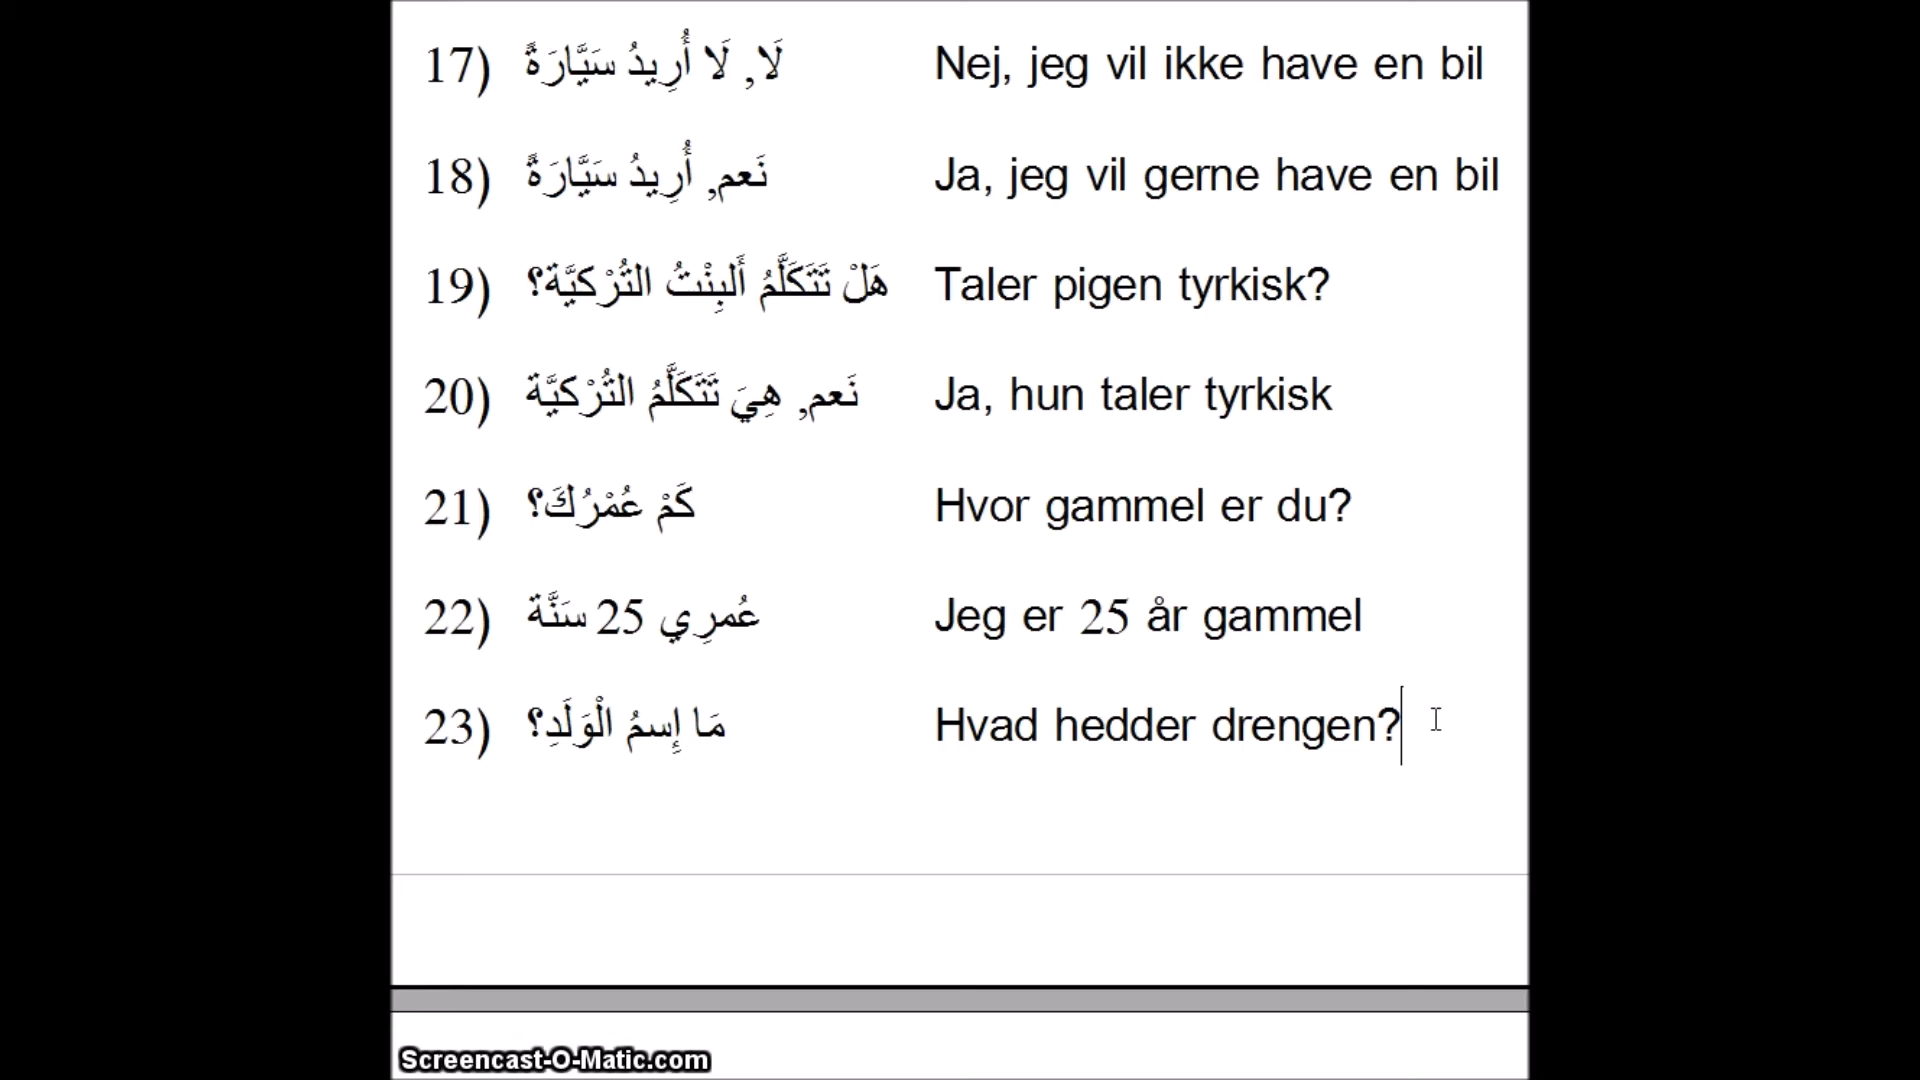 17) لَا, لَا أُرِيدُ سَيَّارَةً Nej, jeg vil ikke have en bil
18) نَعم, أُرِيدُ سَيَّارَةً Ja, jeg vil gerne have en bil
19) هَلْ تَتَكَلَّمُ أَلبِنْتُ التُرْكيَّة؟ Taler pigen tyrkisk?
20) نَعم, هِيَ تَتَكَلَّمُ التُرْكيَّة Ja, hun taler tyrkisk
21) كَمْ عُمْرُكَ؟ Hvor gammel er du?
22) عُمرِي 25 سَنَّة Jeg er 25 år gammel
23) مَا إِسمُ الْوَلَدِ؟ Hvad hedder drengen?
Screencast-O-Matic.com